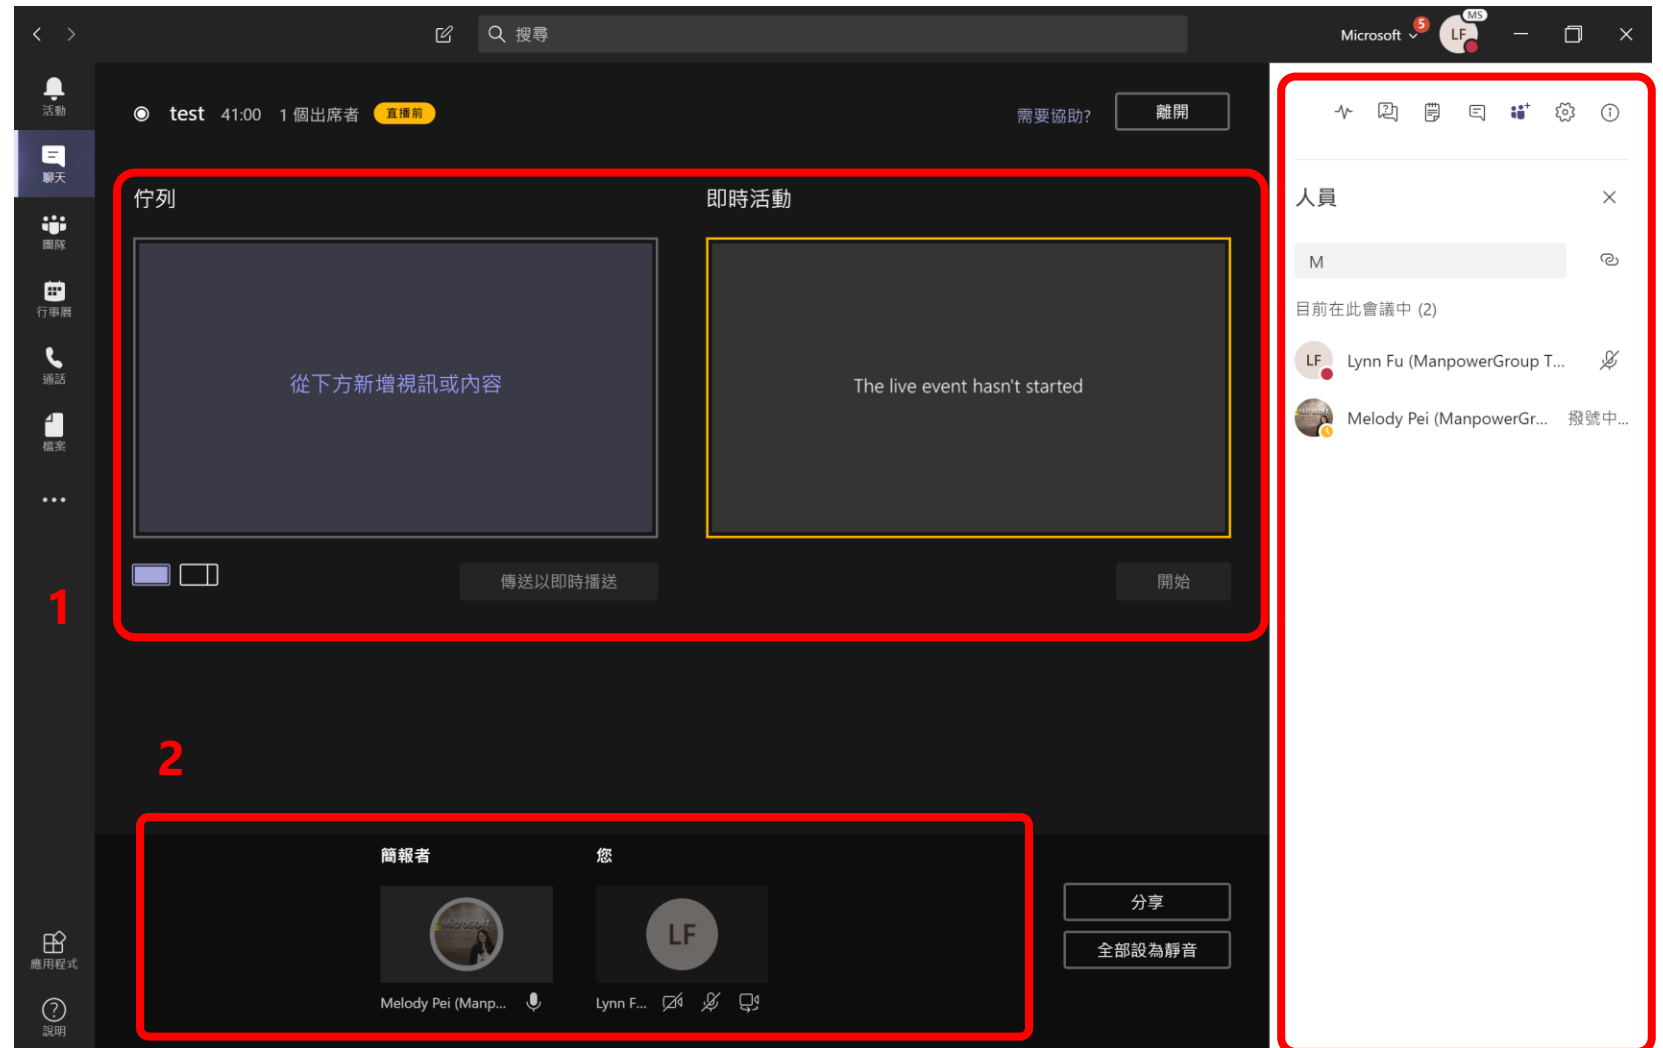 搜尋
Microsoft
5
MS
LF
活動
聊天
團隊
行事曆
通話
檔案
應用程式
說明
test 41:00 1 個出席者 直播前
需要協助?
離開
佇列
即時活動
從下方新增視訊或內容
The live event hasn't started
傳送以即時播送
開始
1
2
簡報者
您
Microsoft
LF
Melody Pei (Manp...
Lynn F...
分享
全部設為靜音
人員
M
目前在此會議中 (2)
LF Lynn Fu (ManpowerGroup T...
Melody Pei (ManpowerGr... 撥號中...